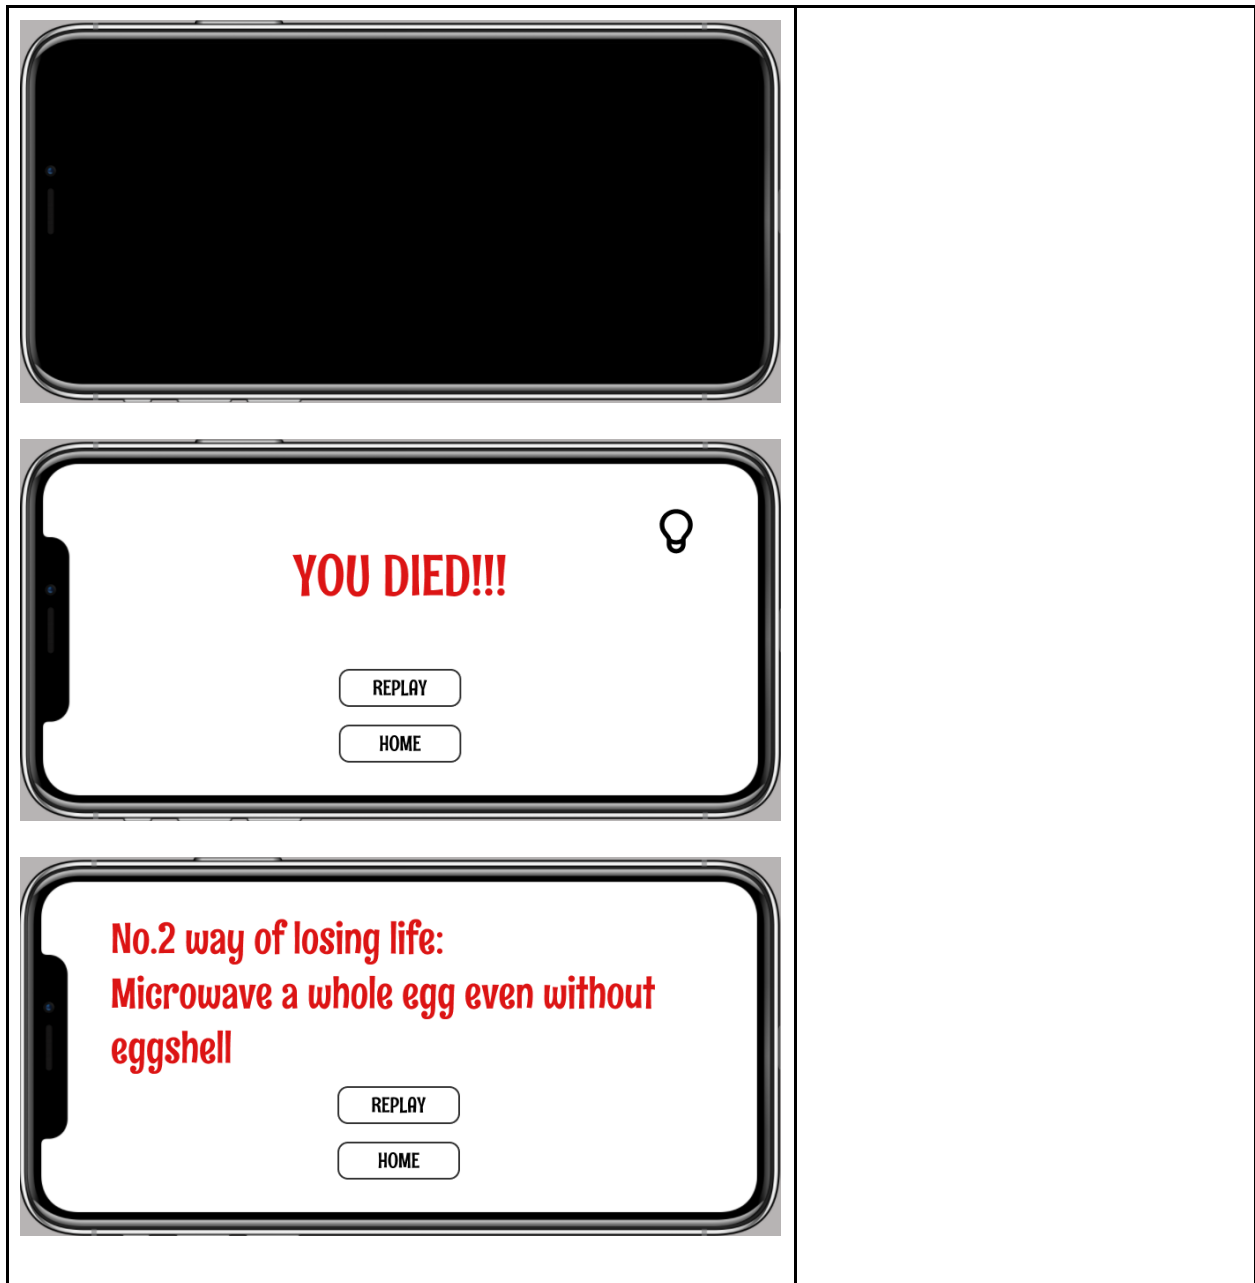 YOU DIED!!!
REPLAY
HOME
No.2 way of losing life:
Microwave a whole egg even without
eggshell
REPLAY
HOME